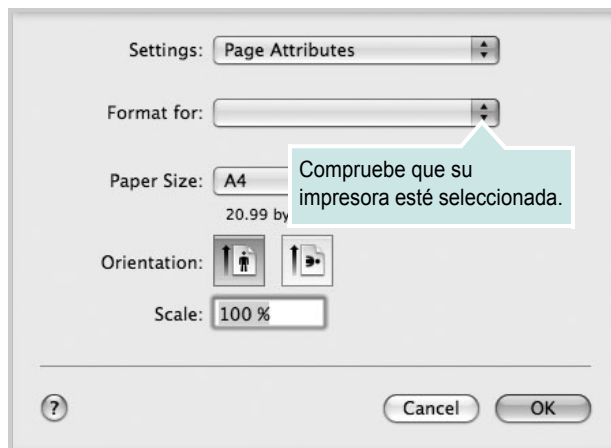 Settings: Page Attributes
Format for:
Compruebe que su
impresora esté seleccionada.
Paper Size: A4
20.99 by
Orientation:
Scale: 100 %
? Cancel OK